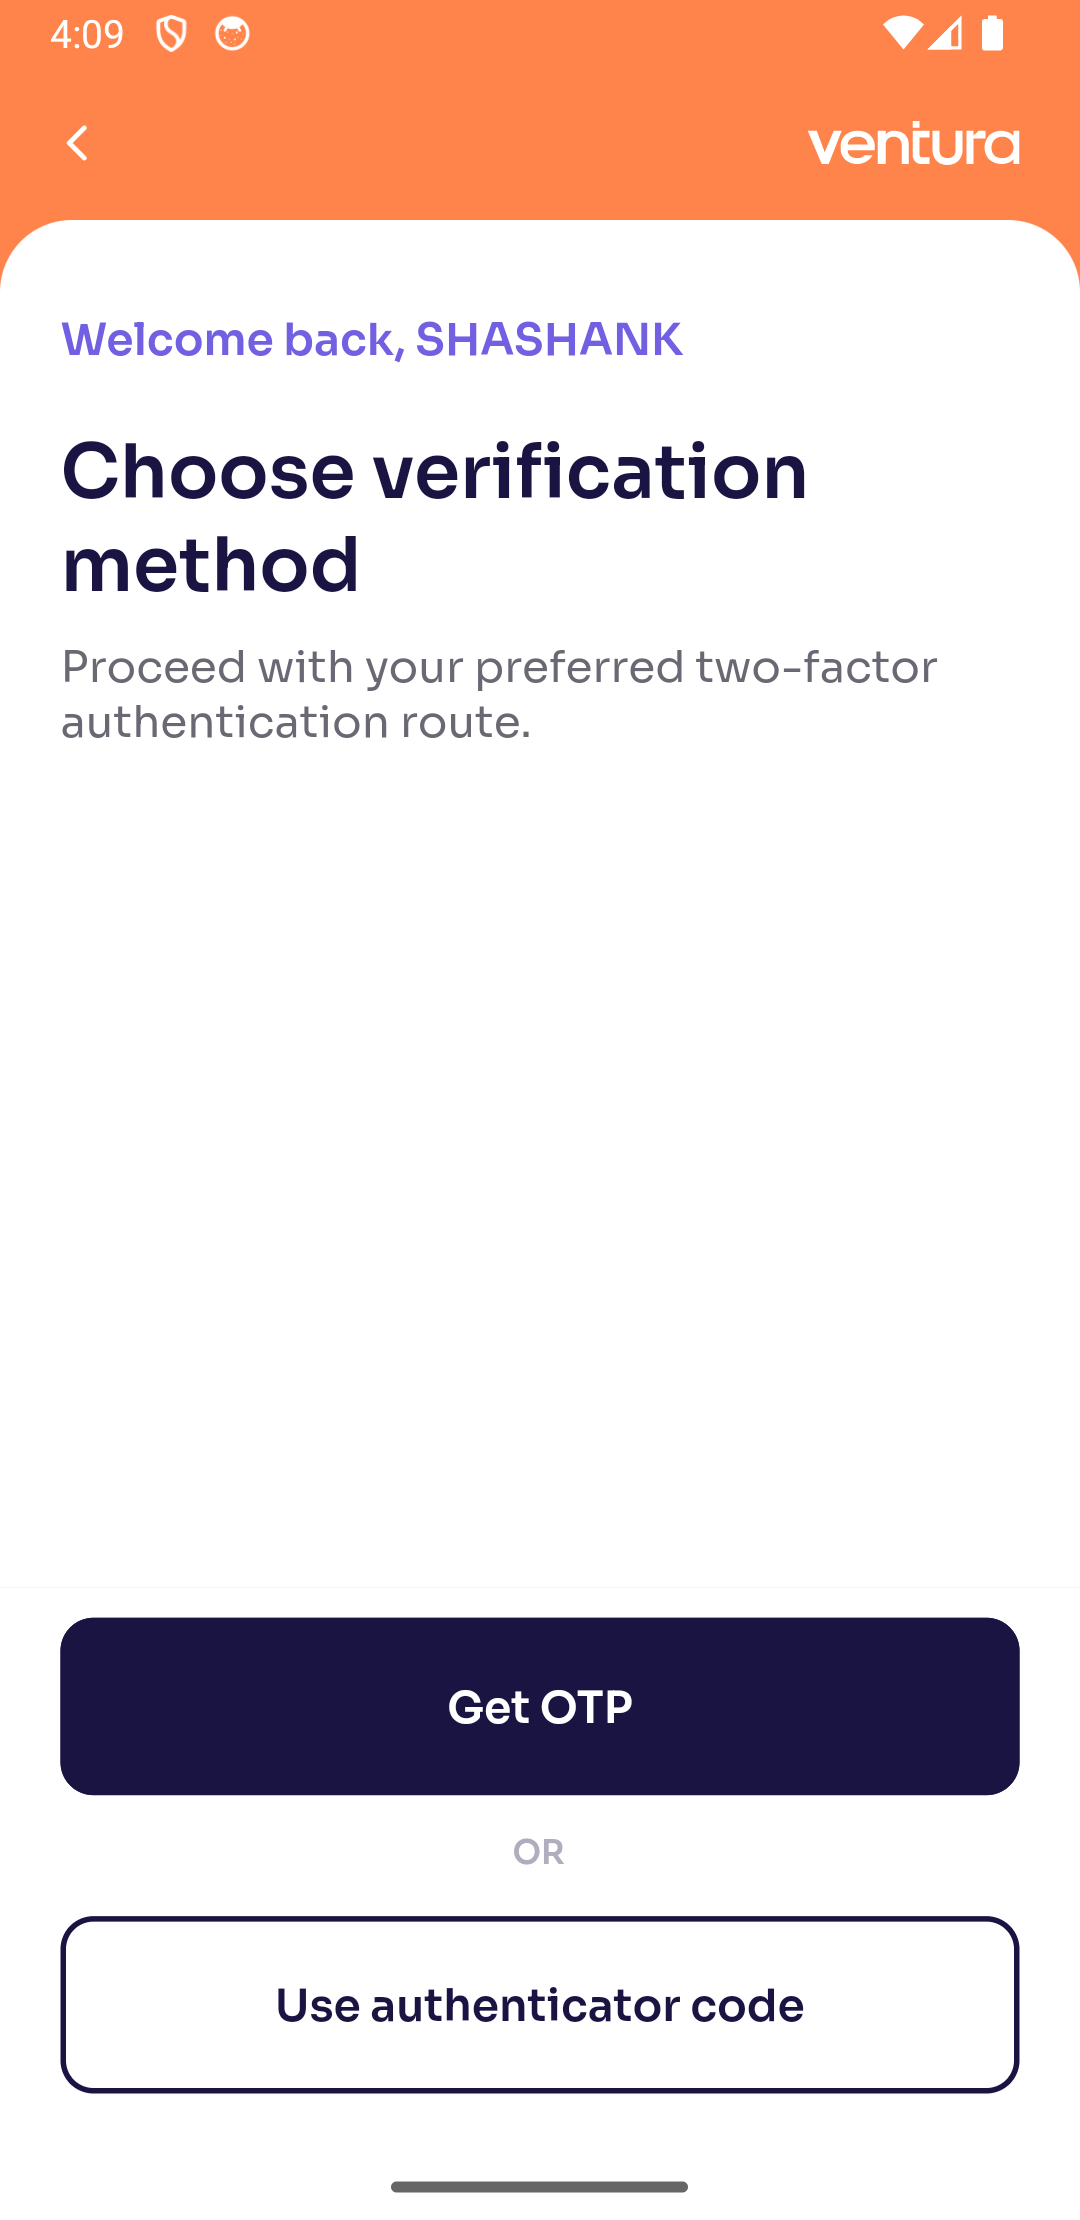 4:09
ventura
Welcome back, SHASHANK
Choose verification
method
Proceed with your preferred two-factor
authentication route.
Get OTP
OR
Use authenticator code